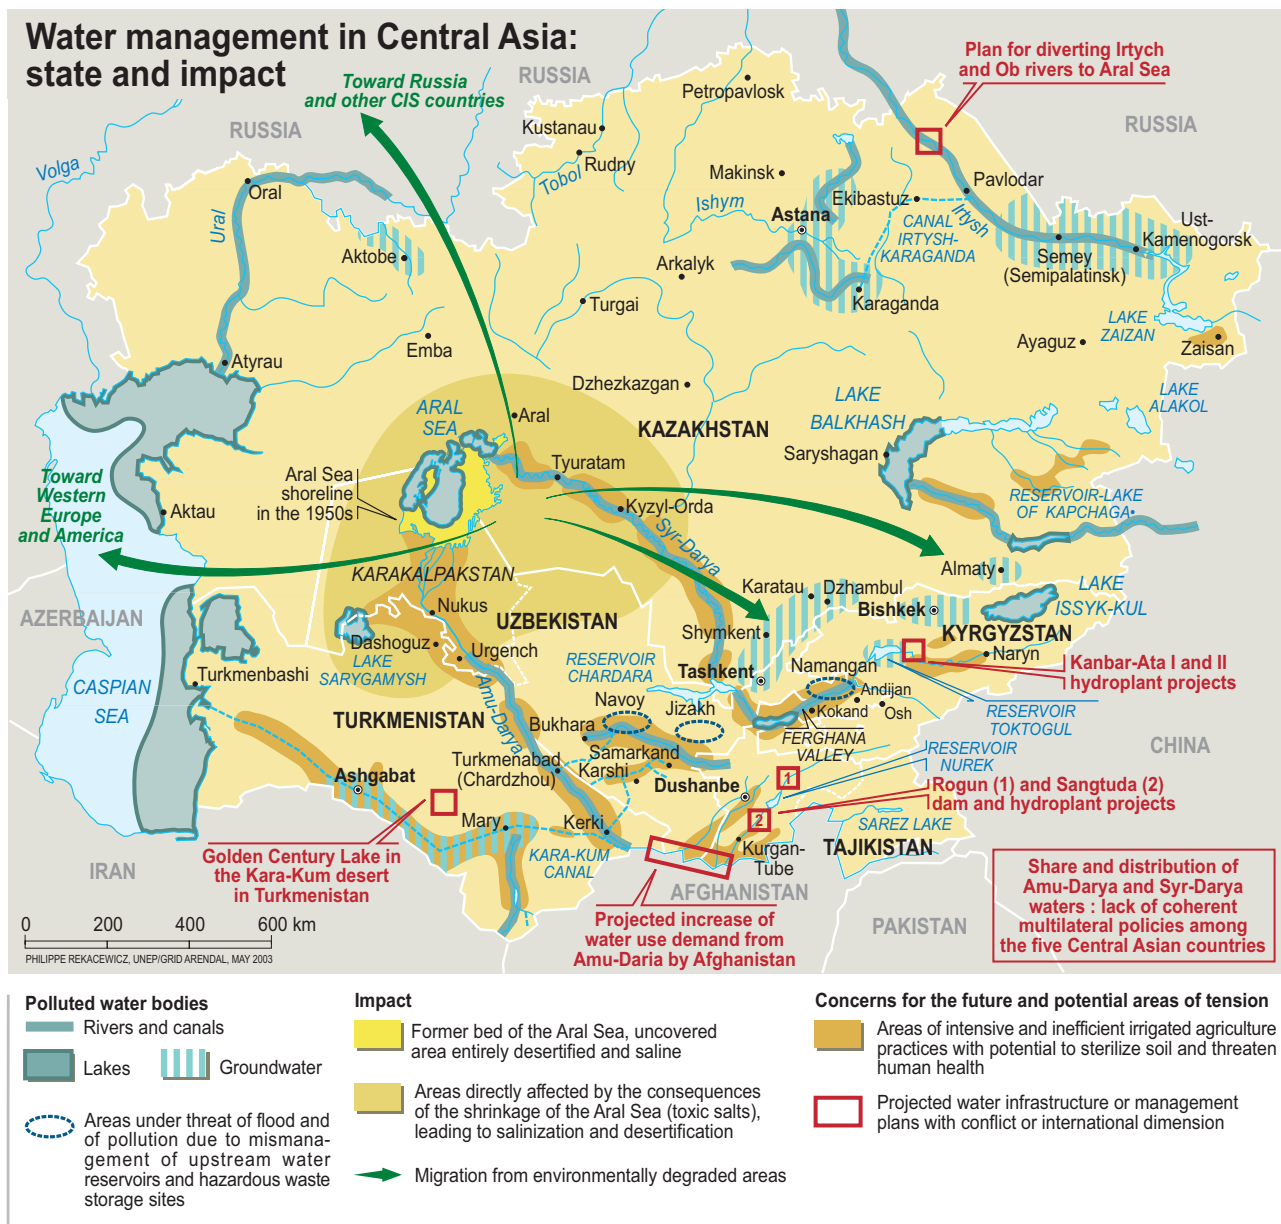 Water management in Central Asia:
state and impact
Toward Russia
and other CIS countries
RUSSIA
RUSSIA
RUSSIA
Plan for diverting Irtych
and Ob rivers to Aral Sea
Petropavlosk
Kustanau
Rudny
Tobol
Volga
Oral
Ural
Makinsk
Ishym
Astana
Ekibastuz
Pavlodar
Irtysh
CANAL
IRTYSH-
KARAGANDA
Ust-
Kamenogorsk
Semey
(Semipalatinsk)
Aktobe
Arkalyk
Karaganda
Turgai
LAKE
ZAIZAN
Zaisan
Ayaguz
Emba
Atyrau
Dzhezkazgan
LAKE
BALKHASH
LAKE
ALAKOL
ARAL
SEA
Aral
KAZAKHSTAN
Saryshagan
Tyuratam
Aral Sea
shoreline
in the 1950s
Toward
Western
Europe
and America
Aktau
Kyzyl-Orda
Syr-Darya
RESERVOIR-LAKE
OF KAPCHAGA
Almaty
KARAKALPAKSTAN
Karatau
Dzhambul
Bishkek
LAKE
ISSYK-KUL
AZERBAIJAN
Nukus
UZBEKISTAN
Shymkent
KYRGYZSTAN
Dashoguz
Urgench
LAKE
SARYGAMYSH
RESERVOIR
CHARDARA
Tashkent
Namangan
Naryn
Kanbar-Ata I and II
hydroplant projects
Turkmenbashi
CASPIAN
SEA
TURKMENISTAN
Amu-Darya
Navoy
Jizakh
Bukhara
Andijan
Kokand
Osh
RESERVOIR
TOKTOGUL
FERGHANA
VALLEY
CHINA
Samarkand
Turkmenabad
(Chardzhou)
Karshi
RESERVOIR
NUREK
Ashgabat
Dushanbe
1
Rogun (1) and Sangtuda (2)
dam and hydroplant projects
2
Mary
Kerki
SAREZ LAKE
Kurgan-
Tube
TAJIKISTAN
KARA-KUM
CANAL
IRAN
Golden Century Lake in
the Kara-Kum desert
in Turkmenistan
AFGHANISTAN
PAKISTAN
Projected increase of
water use demand from
Amu-Daria by Afghanistan
Share and distribution of
Amu-Darya and Syr-Darya
waters : lack of coherent
multilateral policies among
the five Central Asian countries
0 200 400 600 km
PHILIPPE REKACEWICZ, UNEP/GRID ARENDAL, MAY 2003
Polluted water bodies
Rivers and canals
Lakes
Groundwater
Areas under threat of flood and
of pollution due to mismana-
gement of upstream water
reservoirs and hazardous waste
storage sites
Impact
Former bed of the Aral Sea, uncovered
area entirely desertified and saline
Areas directly affected by the consequences
of the shrinkage of the Aral Sea (toxic salts),
leading to salinization and desertification
Migration from environmentally degraded areas
Concerns for the future and potential areas of tension
Areas of intensive and inefficient irrigated agriculture
practices with potential to sterilize soil and threaten
human health
Projected water infrastructure or management
plans with conflict or international dimension